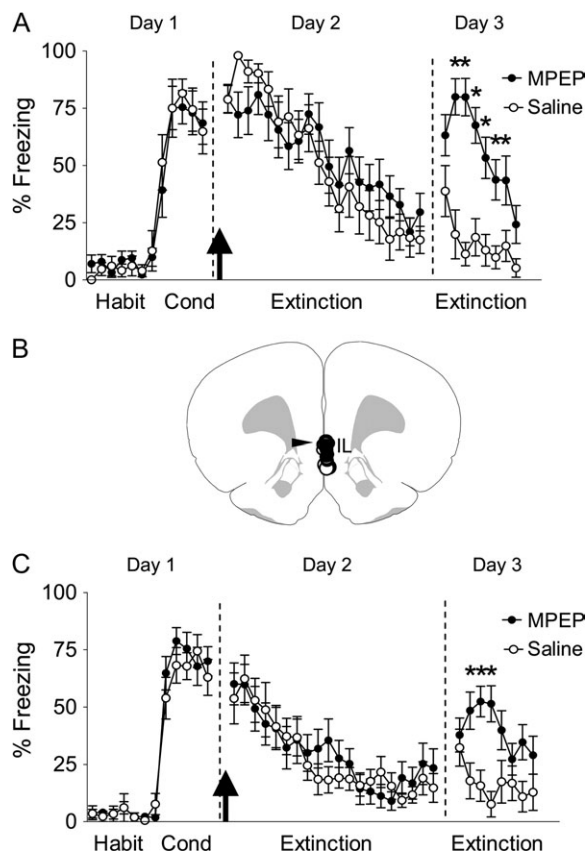 A
Day 1 Day 2 Day 3
100
75
50
25
0
% Freezing
** * * **
MPEP
Saline
Habit Cond Extinction Extinction
B
IL
C
Day 1 Day 2 Day 3
100
75
50
25
0
% Freezing
***
MPEP
Saline
Habit Cond Extinction Extinction